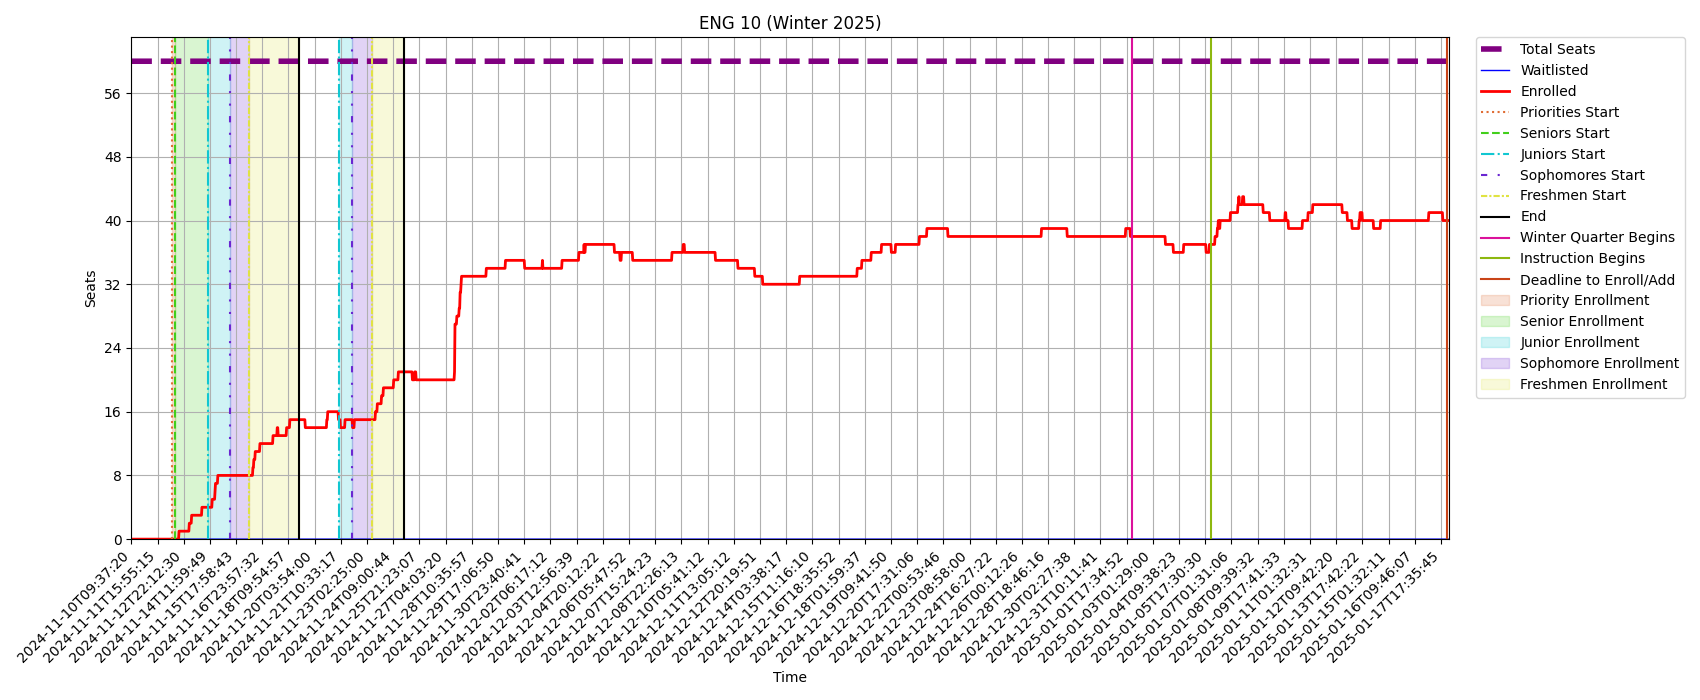 ENG 10 (Winter 2025)
Seats
56
48
40
32
24
16
8
0
2024-11-10T09:37:20
2024-11-11T15:55:15
2024-11-12T22:12:30
2024-11-14T11:59:49
2024-11-15T17:58:43
2024-11-16T23:57:32
2024-11-18T09:54:57
2024-11-20T03:54:00
2024-11-21T10:33:17
2024-11-23T02:25:00
2024-11-24T09:00:44
2024-11-25T21:23:07
2024-11-27T04:03:20
2024-11-28T10:35:57
2024-11-29T17:06:50
2024-11-30T23:40:41
2024-12-02T06:17:12
2024-12-03T12:56:39
2024-12-04T20:12:22
2024-12-06T05:47:52
2024-12-07T15:24:23
2024-12-08T22:26:13
2024-12-10T05:41:12
2024-12-11T13:05:12
2024-12-12T20:19:51
2024-12-14T03:38:17
2024-12-15T11:16:10
2024-12-16T18:35:52
2024-12-18T01:59:37
2024-12-19T09:41:50
2024-12-20T17:31:06
2024-12-22T00:53:46
2024-12-23T08:58:00
2024-12-24T16:27:22
2024-12-26T00:12:26
2024-12-28T18:46:16
2024-12-30T02:27:38
2024-12-31T10:11:41
2025-01-01T17:34:52
2025-01-03T01:29:00
2025-01-04T09:38:23
2025-01-05T17:30:30
2025-01-07T01:31:06
2025-01-08T09:39:32
2025-01-09T17:41:33
2025-01-11T01:32:31
2025-01-12T09:42:20
2025-01-13T17:42:22
2025-01-15T01:32:11
2025-01-16T09:46:07
2025-01-17T17:35:45
Time
Total Seats
Waitlisted
Enrolled
Priorities Start
Seniors Start
Juniors Start
Sophomores Start
Freshmen Start
End
Winter Quarter Begins
Instruction Begins
Deadline to Enroll/Add
Priority Enrollment
Senior Enrollment
Junior Enrollment
Sophomore Enrollment
Freshmen Enrollment